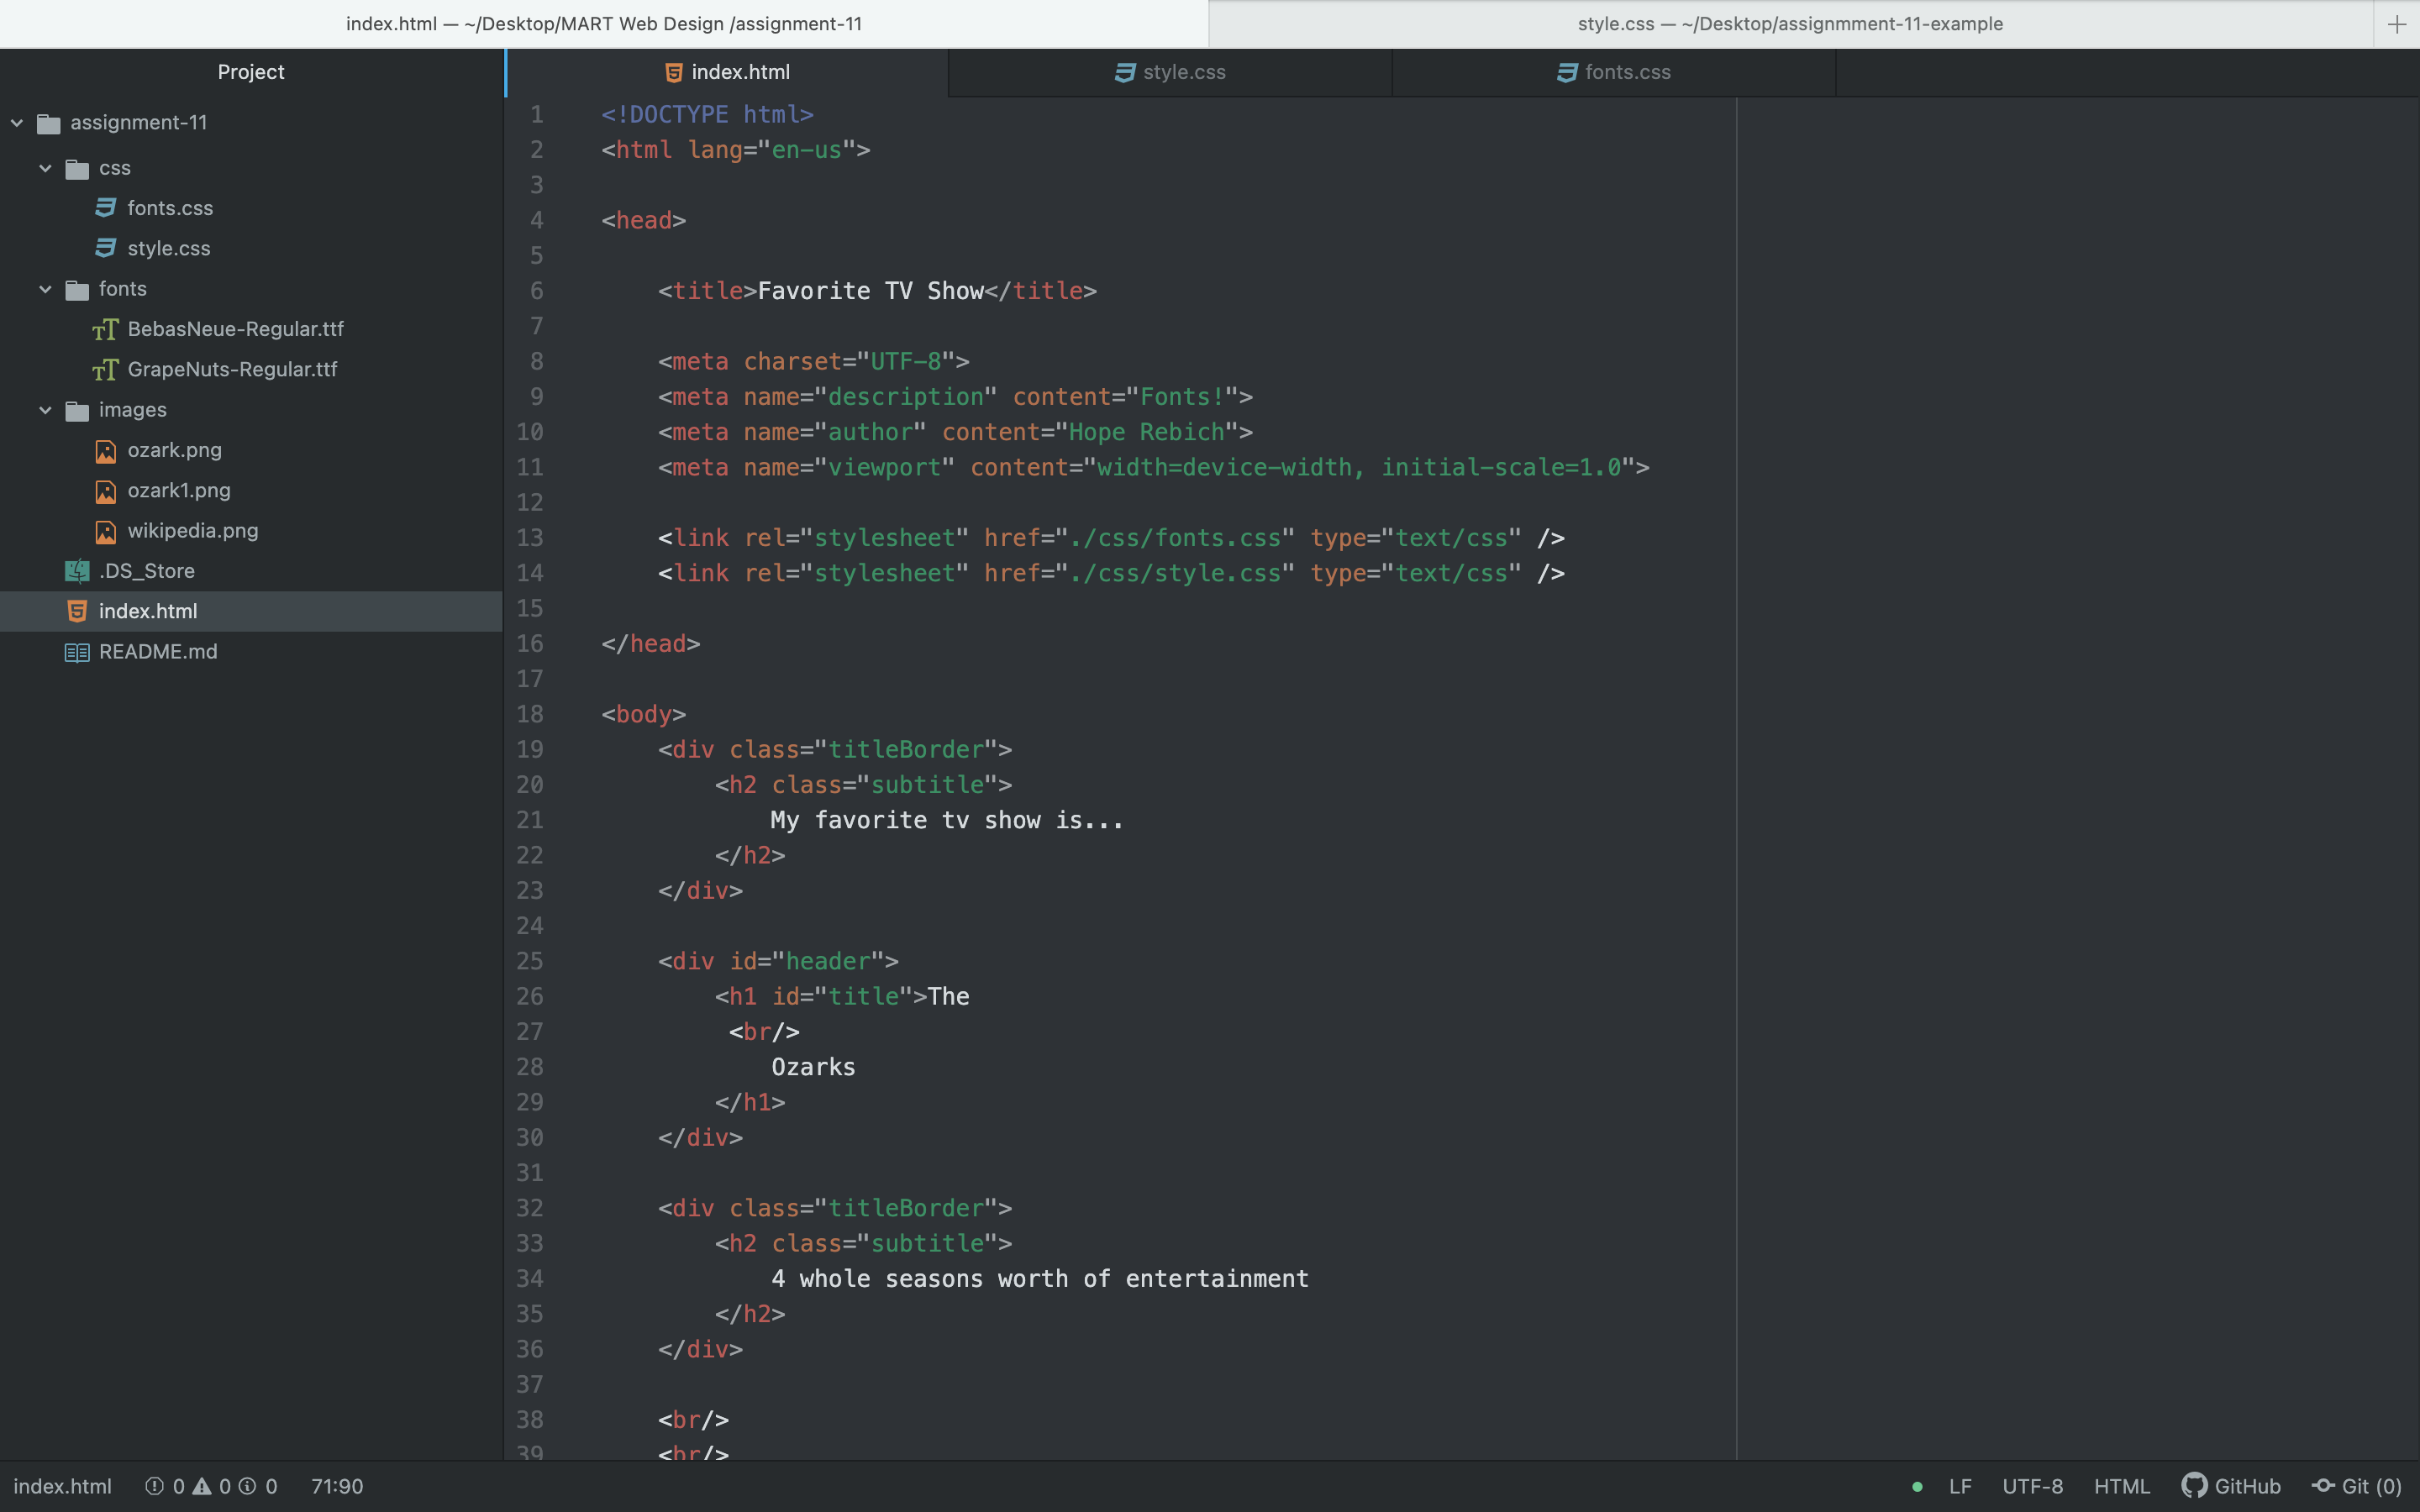 index.html — ~/Desktop/MART Web Design /assignment-11
style.css — ~/Desktop/assignmment-11-example
Project
assignment-11
css
fonts.css
style.css
fonts
BebasNeue-Regular.ttf
GrapeNuts-Regular.ttf
images
ozark.png
ozark1.png
wikipedia.png
.DS_Store
index.html
README.md
index.html
style.css
fonts.css
1 <!DOCTYPE html>
2 <html lang="en-us">
3
4 <head>
5
6 <title>Favorite TV Show</title>
7
8 <meta charset="UTF-8">
9 <meta name="description" content="Fonts!">
10 <meta name="author" content="Hope Rebich">
11 <meta name="viewport" content="width=device-width, initial-scale=1.0">
12
13 <link rel="stylesheet" href="./css/fonts.css" type="text/css" />
14 <link rel="stylesheet" href="./css/style.css" type="text/css" />
15
16 </head>
17
18 <body>
19 <div class="titleBorder">
20 <h2 class="subtitle">
21 My favorite tv show is...
22 </h2>
23 </div>
24
25 <div id="header">
26 <h1 id="title">The
27 <br/>
28 Ozarks
29 </h1>
30 </div>
31
32 <div class="titleBorder">
33 <h2 class="subtitle">
34 4 whole seasons worth of entertainment
35 </h2>
36 </div>
37
38 <br/>
39 <br/>
index.html 0 0 0 71:90
LF UTF-8 HTML GitHub Git (0)